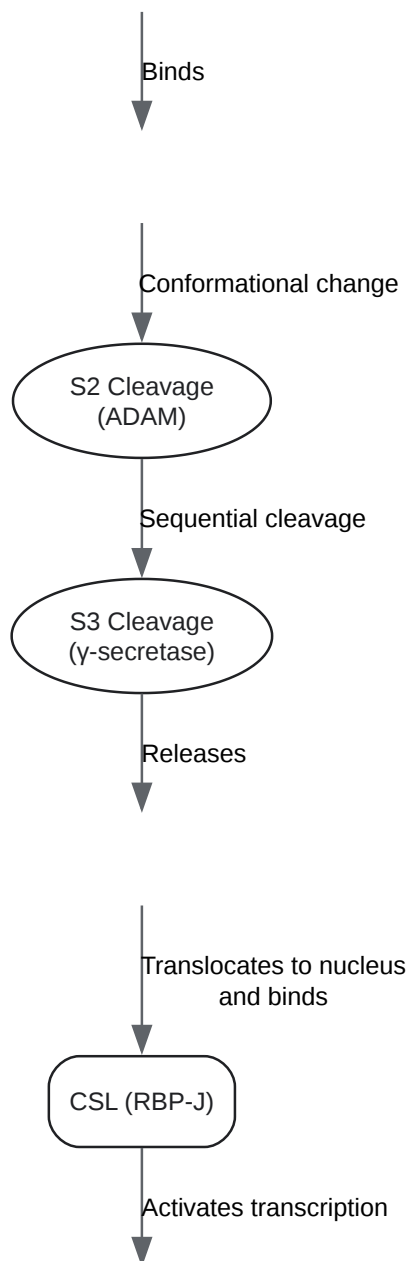 Binds
Conformational change
S2 Cleavage
(ADAM)
Sequential cleavage
S3 Cleavage
(γ-secretase)
Releases
Translocates to nucleus
and binds
CSL (RBP-J)
Activates transcription